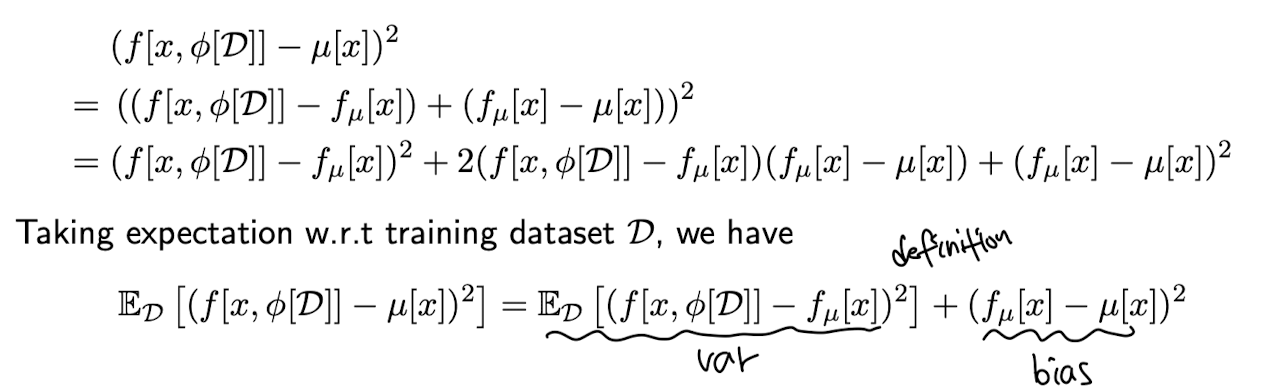 (f[x, ϕ[𝒟]] − μ[x])²
= ((f[x, ϕ[𝒟]] − f_μ[x]) + (f_μ[x] − μ[x]))²
= (f[x, ϕ[𝒟]] − f_μ[x])² + 2(f[x, ϕ[𝒟]] − f_μ[x])(f_μ[x] − μ[x]) + (f_μ[x] − μ[x])²
Taking expectation w.r.t training dataset 𝒟, we have
definition
𝔼_𝒟 [(f[x, ϕ[𝒟]] − μ[x])²] = 𝔼_𝒟 [(f[x, ϕ[𝒟]] − f_μ[x])²] + (f_μ[x] − μ[x])²
var bias